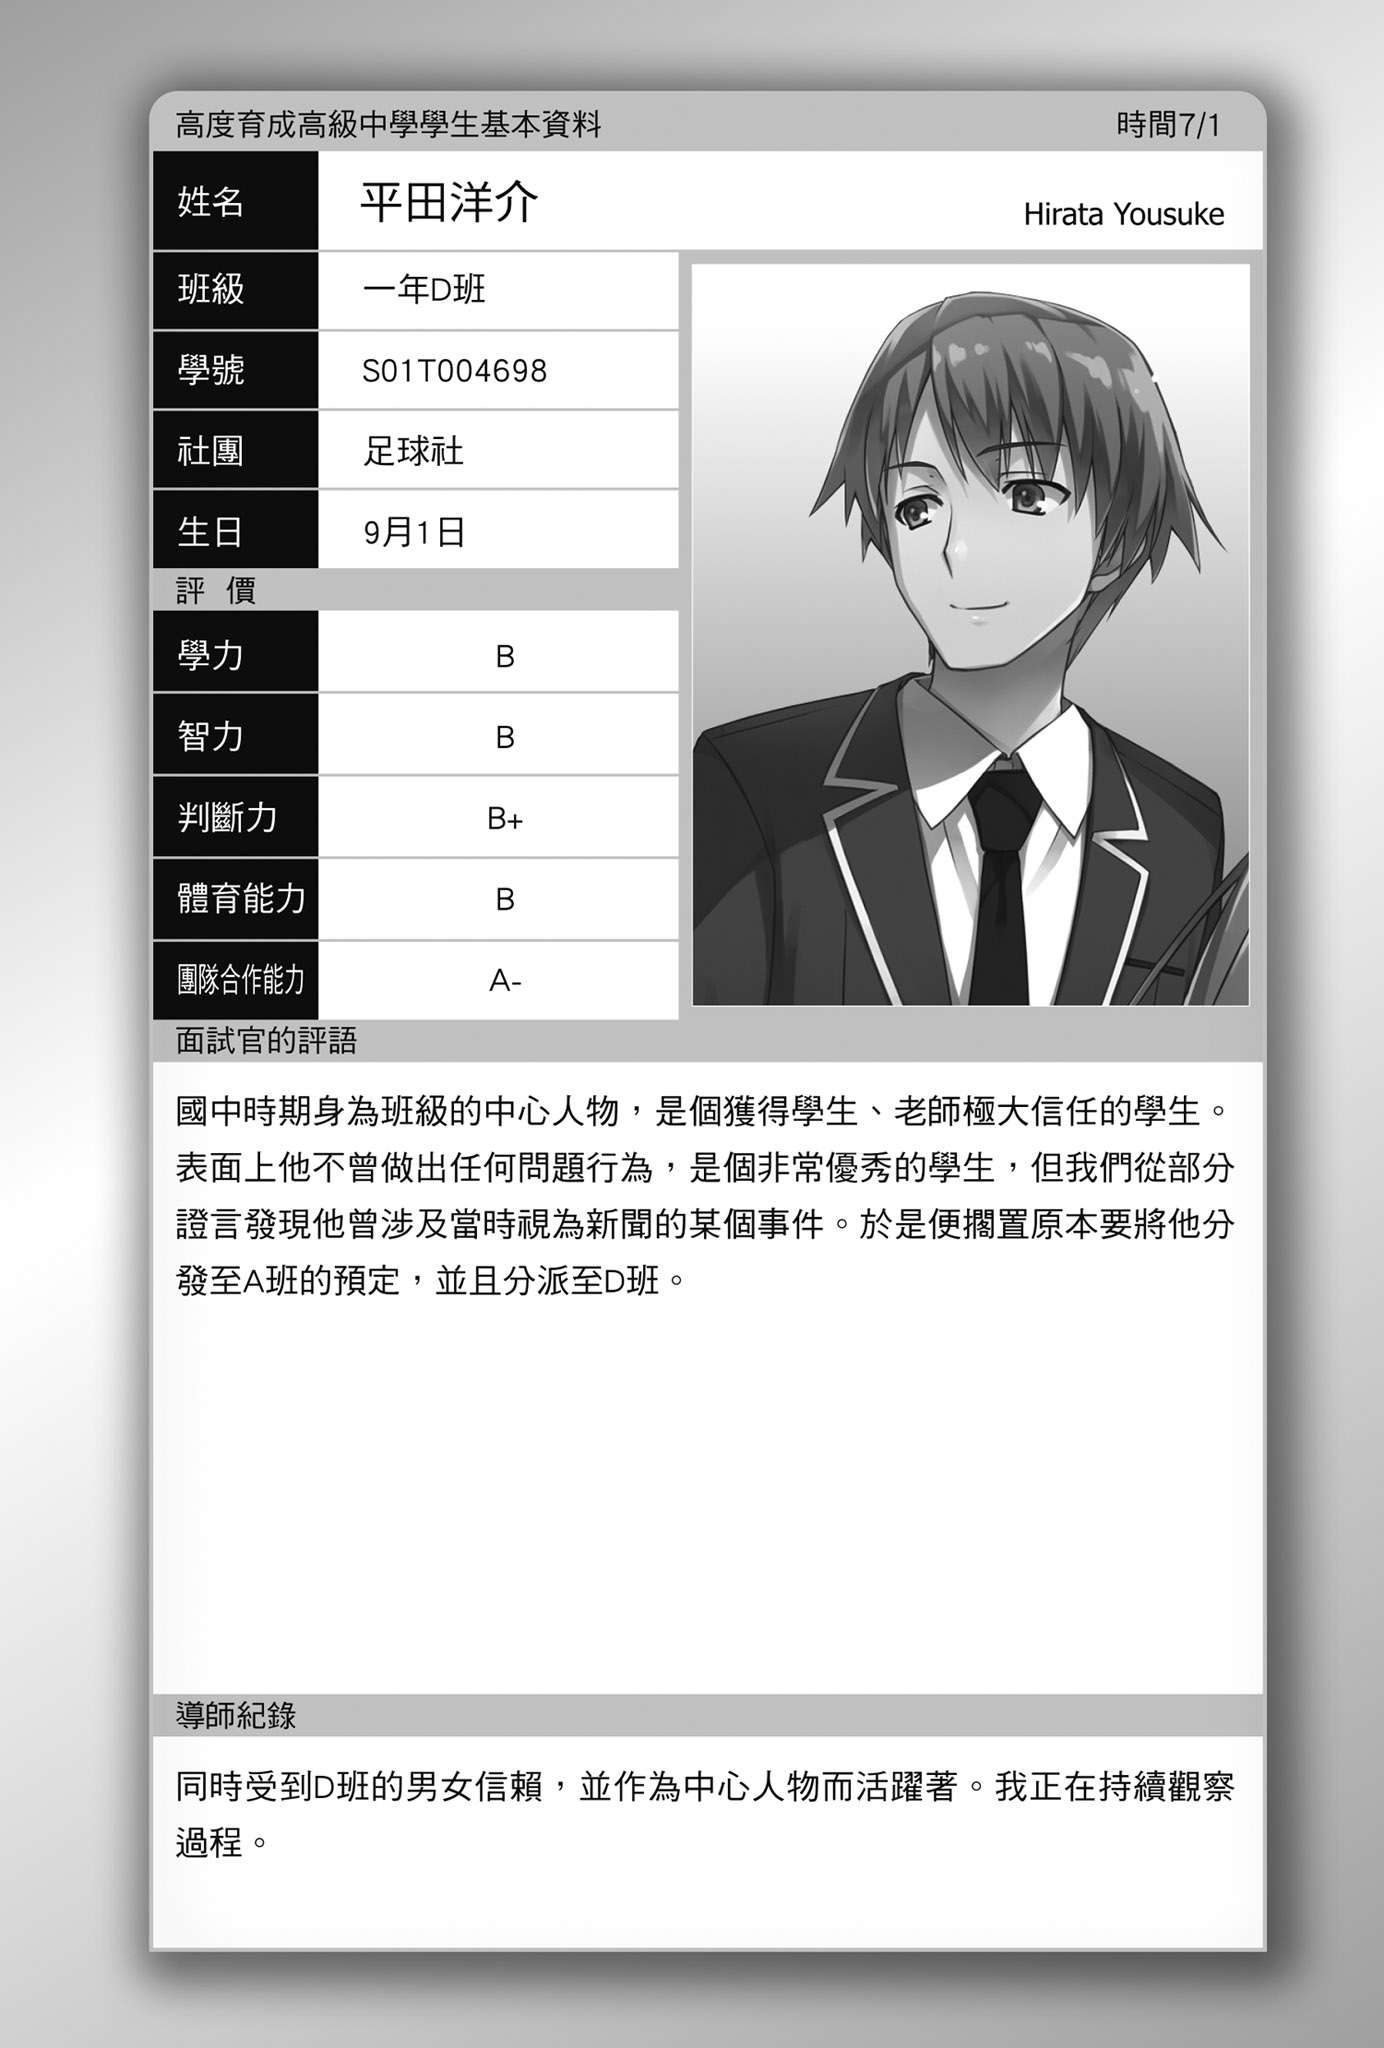 高度育成高級中學學生基本資料 時間7/1
姓名 平田洋介 Hirata Yousuke
班級 一年D班
學號 S01T004698
社團 足球社
生日 9月1日
評 價
學力 B
智力 B
判斷力 B+
體育能力 B
團隊合作能力 A-
面試官的評語
國中時期身為班級的中心人物，是個獲得學生、老師極大信任的學生。
表面上他不曾做出任何問題行為，是個非常優秀的學生，但我們從部分
證言發現他曾涉及當時視為新聞的某個事件。於是便擱置原本要將他分
發至A班的預定，並且分派至D班。
導師紀錄
同時受到D班的男女信賴，並作為中心人物而活躍著。我正在持續觀察
過程。